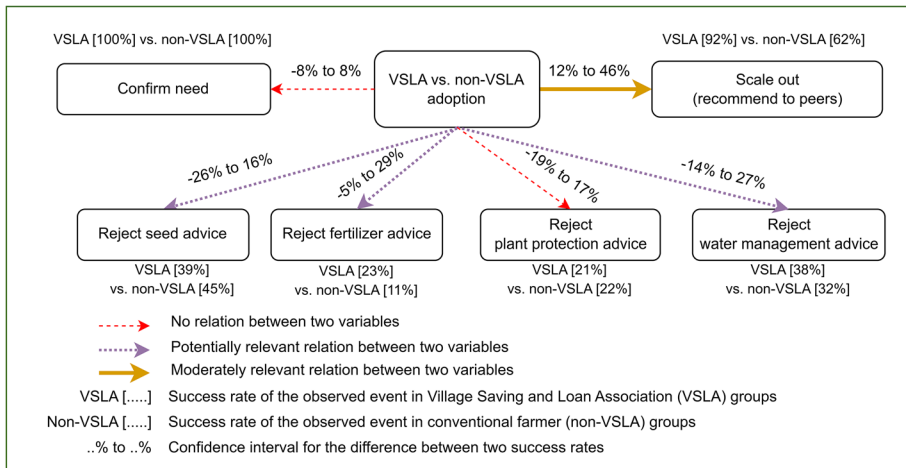 VSLA [100%] vs. non-VSLA [100%]
VSLA [92%] vs. non-VSLA [62%]
Confirm need
-8% to 8%
VSLA vs. non-VSLA
adoption
12% to 46%
Scale out
(recommend to peers)
-26% to 16%
-5% to 29%
-19% to 17%
-14% to 27%
Reject seed advice
Reject fertilizer advice
Reject
plant protection advice
Reject
water management advice
VSLA [39%]
vs. non-VSLA [45%]
VSLA [23%]
vs. non-VSLA [11%]
VSLA [21%]
vs. non-VSLA [22%]
VSLA [38%]
vs. non-VSLA [32%]
No relation between two variables
Potentially relevant relation between two variables
Moderately relevant relation between two variables
VSLA [.....] Success rate of the observed event in Village Saving and Loan Association (VSLA) groups
Non-VSLA [.....] Success rate of the observed event in conventional farmer (non-VSLA) groups
..% to ..% Confidence interval for the difference between two success rates